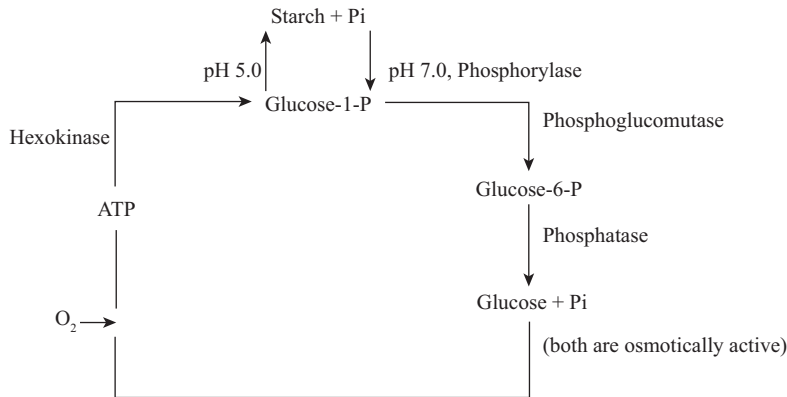 Starch + Pi
pH 5.0
pH 7.0, Phosphorylase
Glucose-1-P
Phosphoglucomutase
Hexokinase
Glucose-6-P
ATP
Phosphatase
Glucose + Pi
O₂
(both are osmotically active)